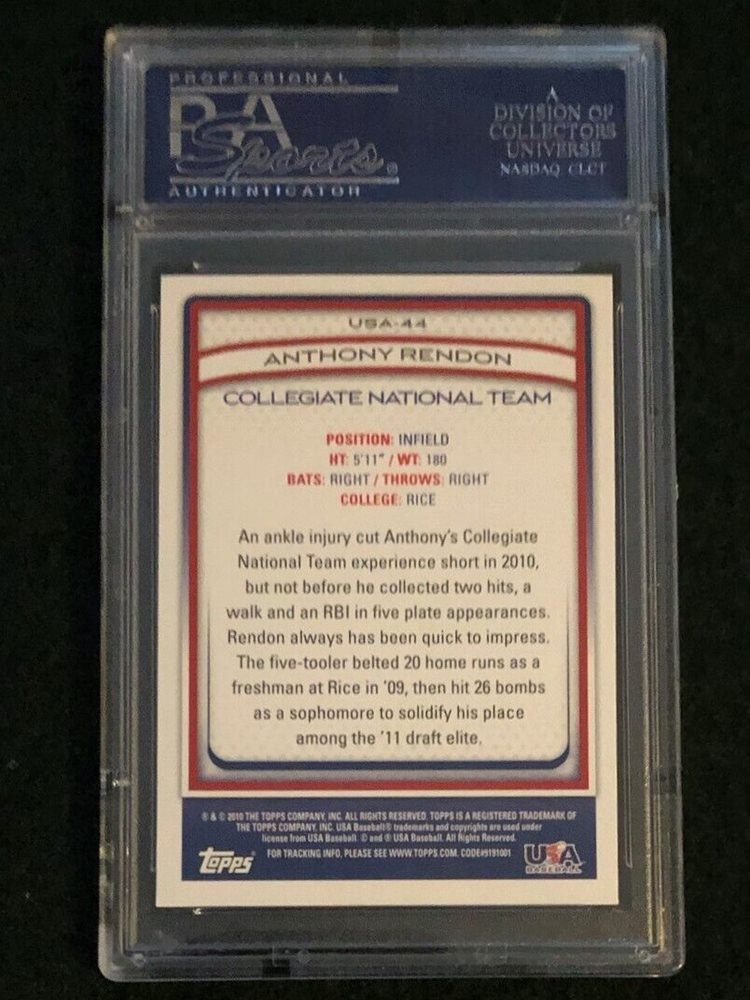 PROFESSIONAL
PSA
Sports®
AUTHENTICATOR
A
DIVISION OF
COLLECTORS
UNIVERSE
NASDAQ CLCT
USA-44
ANTHONY RENDON
COLLEGIATE NATIONAL TEAM
POSITION: INFIELD
HT: 5'11" / WT: 180
BATS: RIGHT / THROWS: RIGHT
COLLEGE: RICE
An ankle injury cut Anthony's Collegiate
National Team experience short in 2010,
but not before he collected two hits, a
walk and an RBI in five plate appearances.
Rendon always has been quick to impress.
The five-tooler belted 20 home runs as a
freshman at Rice in '09, then hit 26 bombs
as a sophomore to solidify his place
among the '11 draft elite.
® & © 2010 THE TOPPS COMPANY, INC. ALL RIGHTS RESERVED. TOPPS IS A REGISTERED TRADEMARK OF
THE TOPPS COMPANY, INC. USA Baseball® trademarks and copyrights are used under
license from USA Baseball. © and ® USA Baseball. All Rights Reserved.
FOR TRACKING INFO, PLEASE SEE WWW.TOPPS.COM. CODE#9191001
topps
USA
BASEBALL